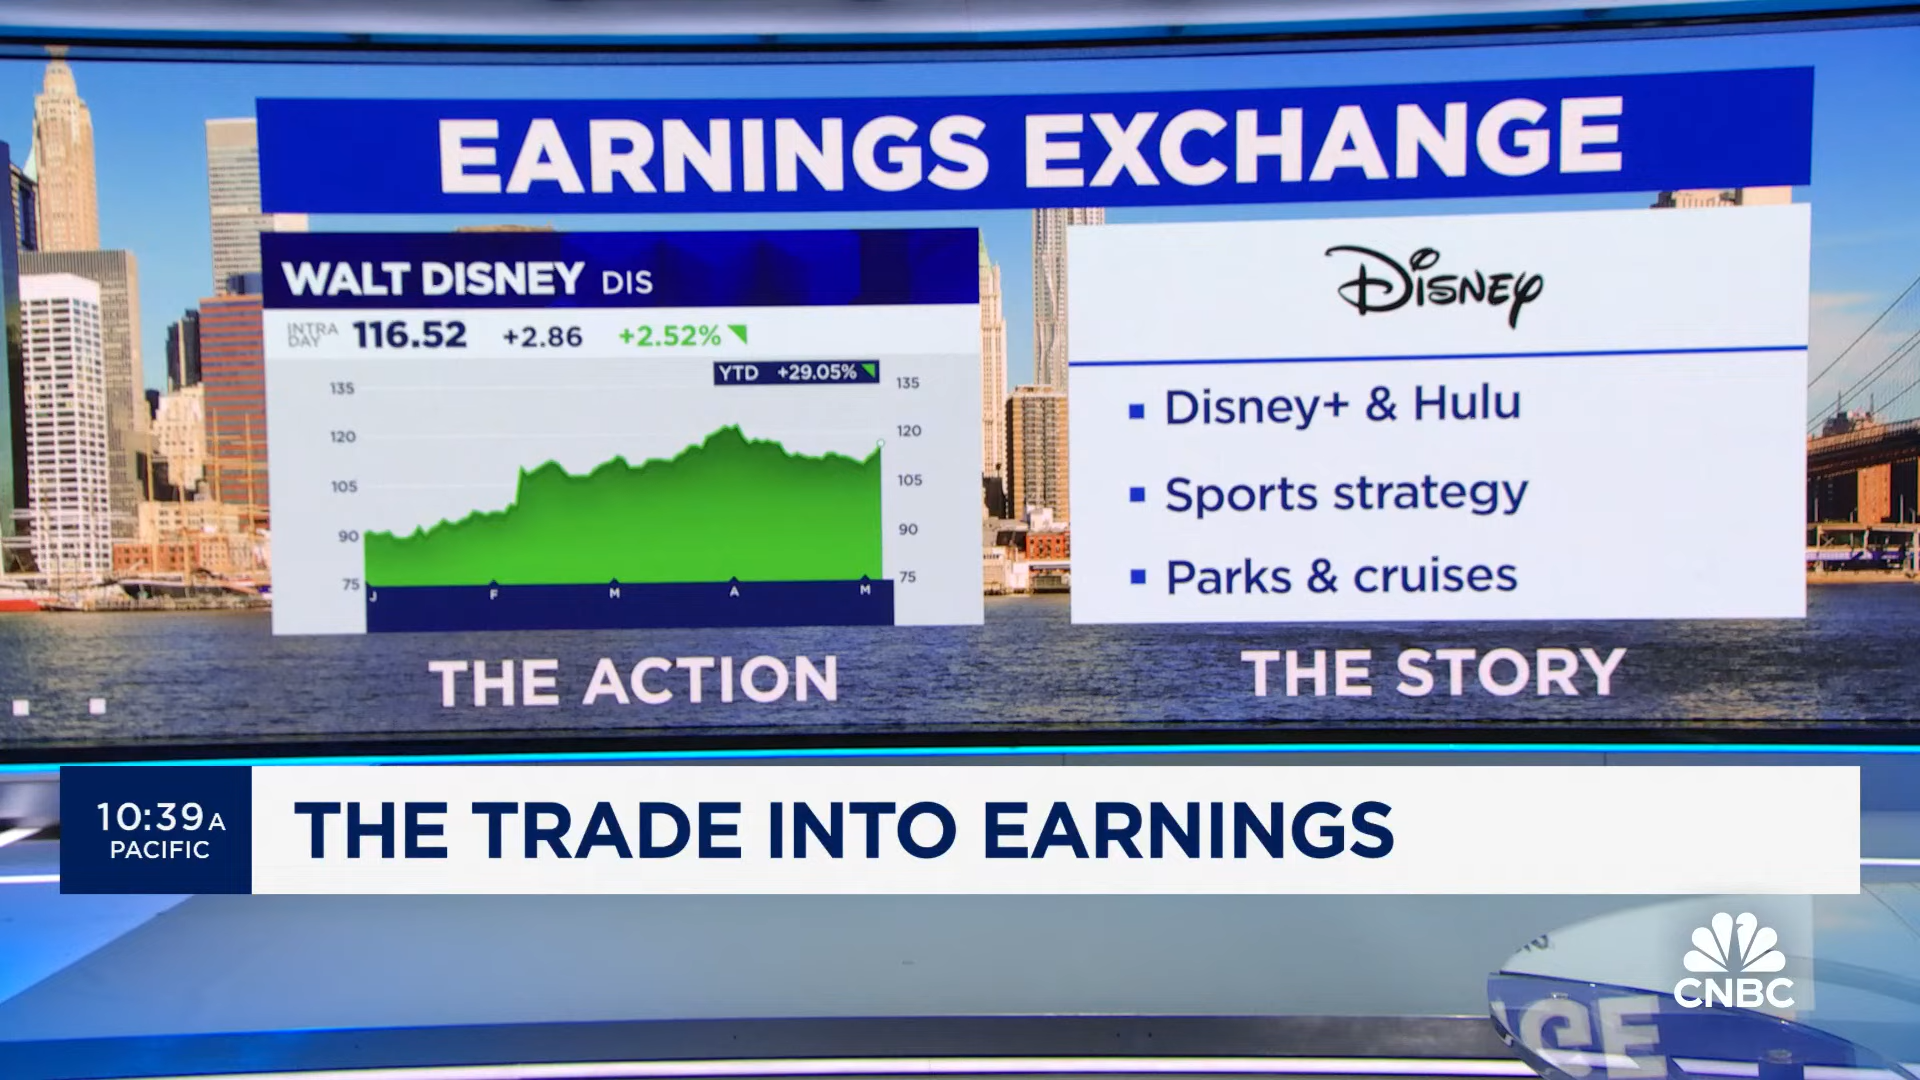 EARNINGS EXCHANGE
WALT DISNEY DIS
INTRA DAY 116.52 +2.86 +2.52%
YTD +29.05%
135 135
120 120
105 105
90 90
75 75
J F M A M
THE ACTION
Disney
Disney+ & Hulu
Sports strategy
Parks & cruises
THE STORY
10:39A
PACIFIC
THE TRADE INTO EARNINGS
CNBC
GE